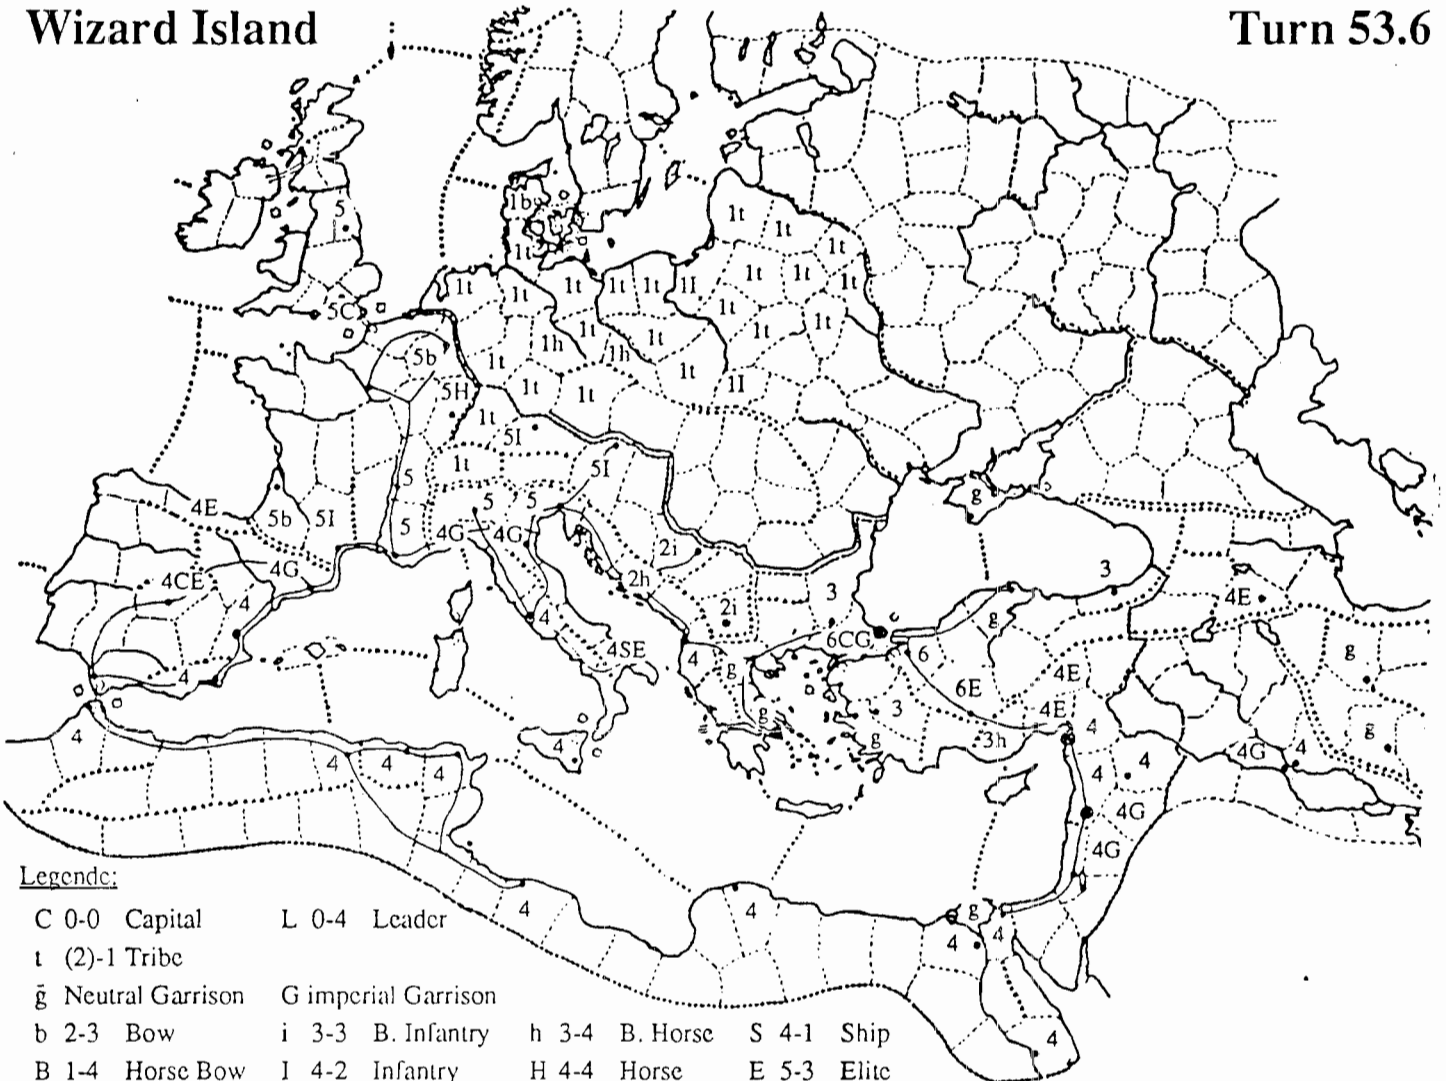 Wizard Island
Turn 53.6
1by
5
1t
1t
1t
1t
1t
1t
1t
1t
1t
1t
1I
1t
1t
1t
1t
5C
1t
1t
1t
1h
1h
1t
5b
1t
1t
1t
1t
1I
5H
1t
5I
1t
5I
5
g
4E
5b
5I
5
5
5
4G
4G
2i
4CE
4G
2h
3
3
4E
4
2i
4
6CG
g
4SE
4
g
6
g
4
6E
4E
4E
4
g
3
3h
g
4
4
4
4
4
4
4
4G
4
g̅
4G
4G
4
4
g
4
4
4
Legende:
C 0-0 Capital L 0-4 Leader
t (2)-1 Tribe
g̅ Neutral Garrison G imperial Garrison
b 2-3 Bow i 3-3 B. Infantry h 3-4 B. Horse S 4-1 Ship
B 1-4 Horse Bow I 4-2 Infantry H 4-4 Horse E 5-3 Elite